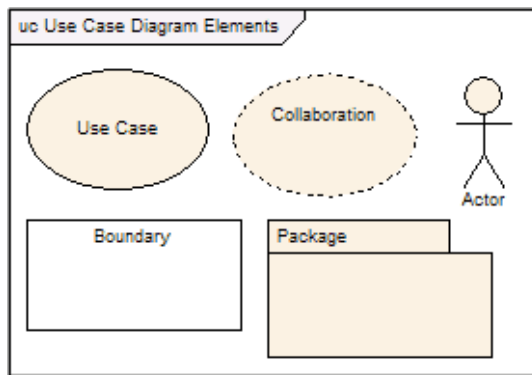 uc Use Case Diagram Elements
Use Case
Collaboration
Actor
Boundary
Package